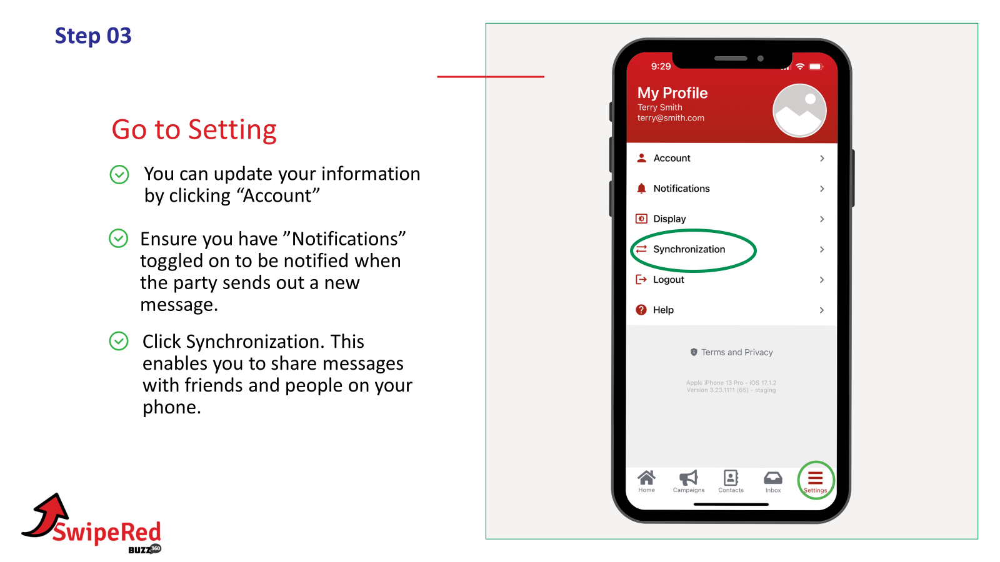 Step 03
Go to Setting
You can update your information
by clicking “Account”
Ensure you have ”Notifications”
toggled on to be notified when
the party sends out a new
message.
Click Synchronization. This
enables you to share messages
with friends and people on your
phone.
SwipeRed
BUZZ360
9:29
My Profile
Terry Smith
terry@smith.com
Account
Notifications
Display
Synchronization
Logout
Help
Terms and Privacy
Apple iPhone 13 Pro - iOS 17.1.2
Version 3.23.1111 (65) - staging
Home Campaigns Contacts Inbox Settings